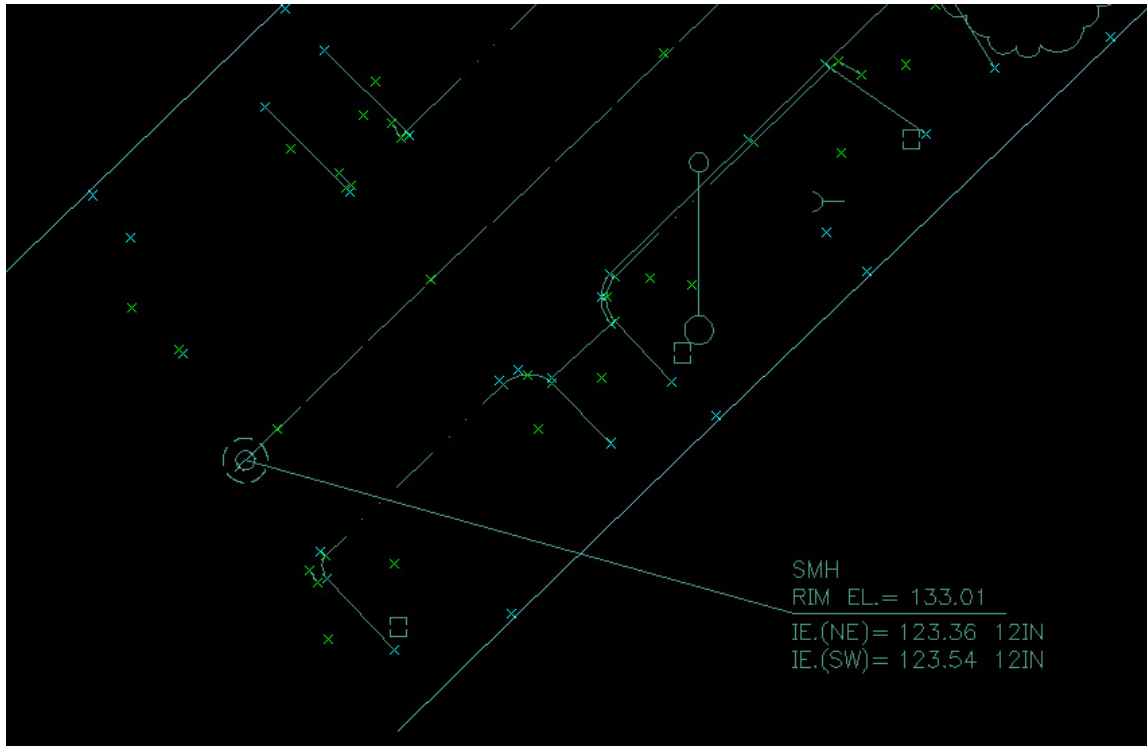 SMH
RIM EL.= 133.01
IE.(NE)= 123.36 12IN
IE.(SW)= 123.54 12IN